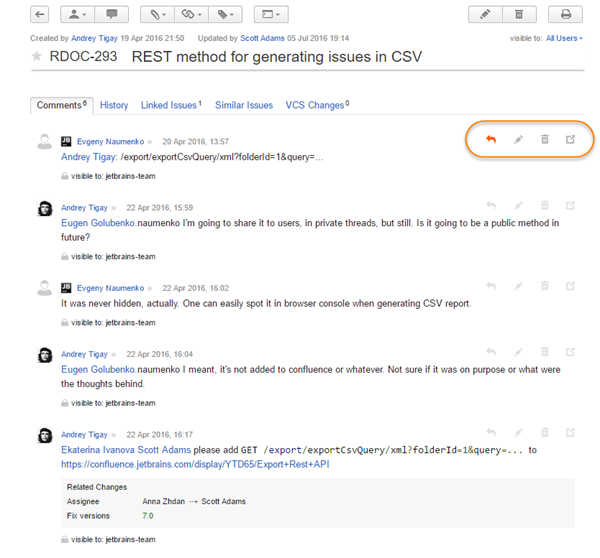 Created by Andrey Tigay 19 Apr 2016 21:50 Updated by Scott Adams 05 Jul 2016 19:14 visible to: All Users
RDOC-293 REST method for generating issues in CSV
Comments 6 History Linked Issues 1 Similar Issues VCS Changes 0
JB Evgeny Naumenko 20 Apr 2016, 13:57
Andrey Tigay: /export/exportCsvQuery/xml?folderId=1&query=...
visible to: jetbrains-team
Andrey Tigay 22 Apr 2016, 15:59
Eugen Golubenko.naumenko I'm going to share it to users, in private threads, but still. Is it going to be a public method in
future?
visible to: jetbrains-team
JB Evgeny Naumenko 22 Apr 2016, 16:02
It was never hidden, actually. One can easily spot it in browser console when generating CSV report.
visible to: jetbrains-team
Andrey Tigay 22 Apr 2016, 16:04
Eugen Golubenko.naumenko I meant, it's not added to confluence or whatever. Not sure if it was on purpose or what were
the thoughts behind.
visible to: jetbrains-team
Andrey Tigay 22 Apr 2016, 16:17
Ekaterina Ivanova Scott Adams please add GET /export/exportCsvQuery/xml?folderId=1&query=... to
https://confluence.jetbrains.com/display/YTD65/Export+Rest+API
Related Changes
Assignee Anna Zhdan → Scott Adams
Fix versions 7.0
visible to: jetbrains-team